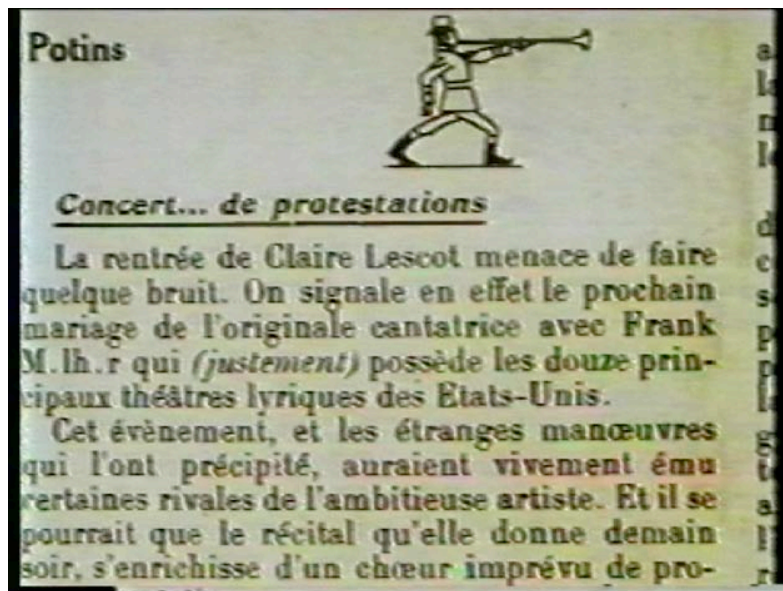 Potins
Concert... de protestations
La rentrée de Claire Lescot menace de faire
quelque bruit. On signale en effet le prochain
mariage de l'originale cantatrice avec Frank
M.lh.r qui (justement) possède les douze prin-
cipaux théâtres lyriques des Etats-Unis.
Cet évènement, et les étranges manœuvres
qui l'ont précipité, auraient vivement ému
certaines rivales de l'ambitieuse artiste. Et il se
pourrait que le récital qu'elle donne demain
soir, s'enrichisse d'un chœur imprévu de pro-